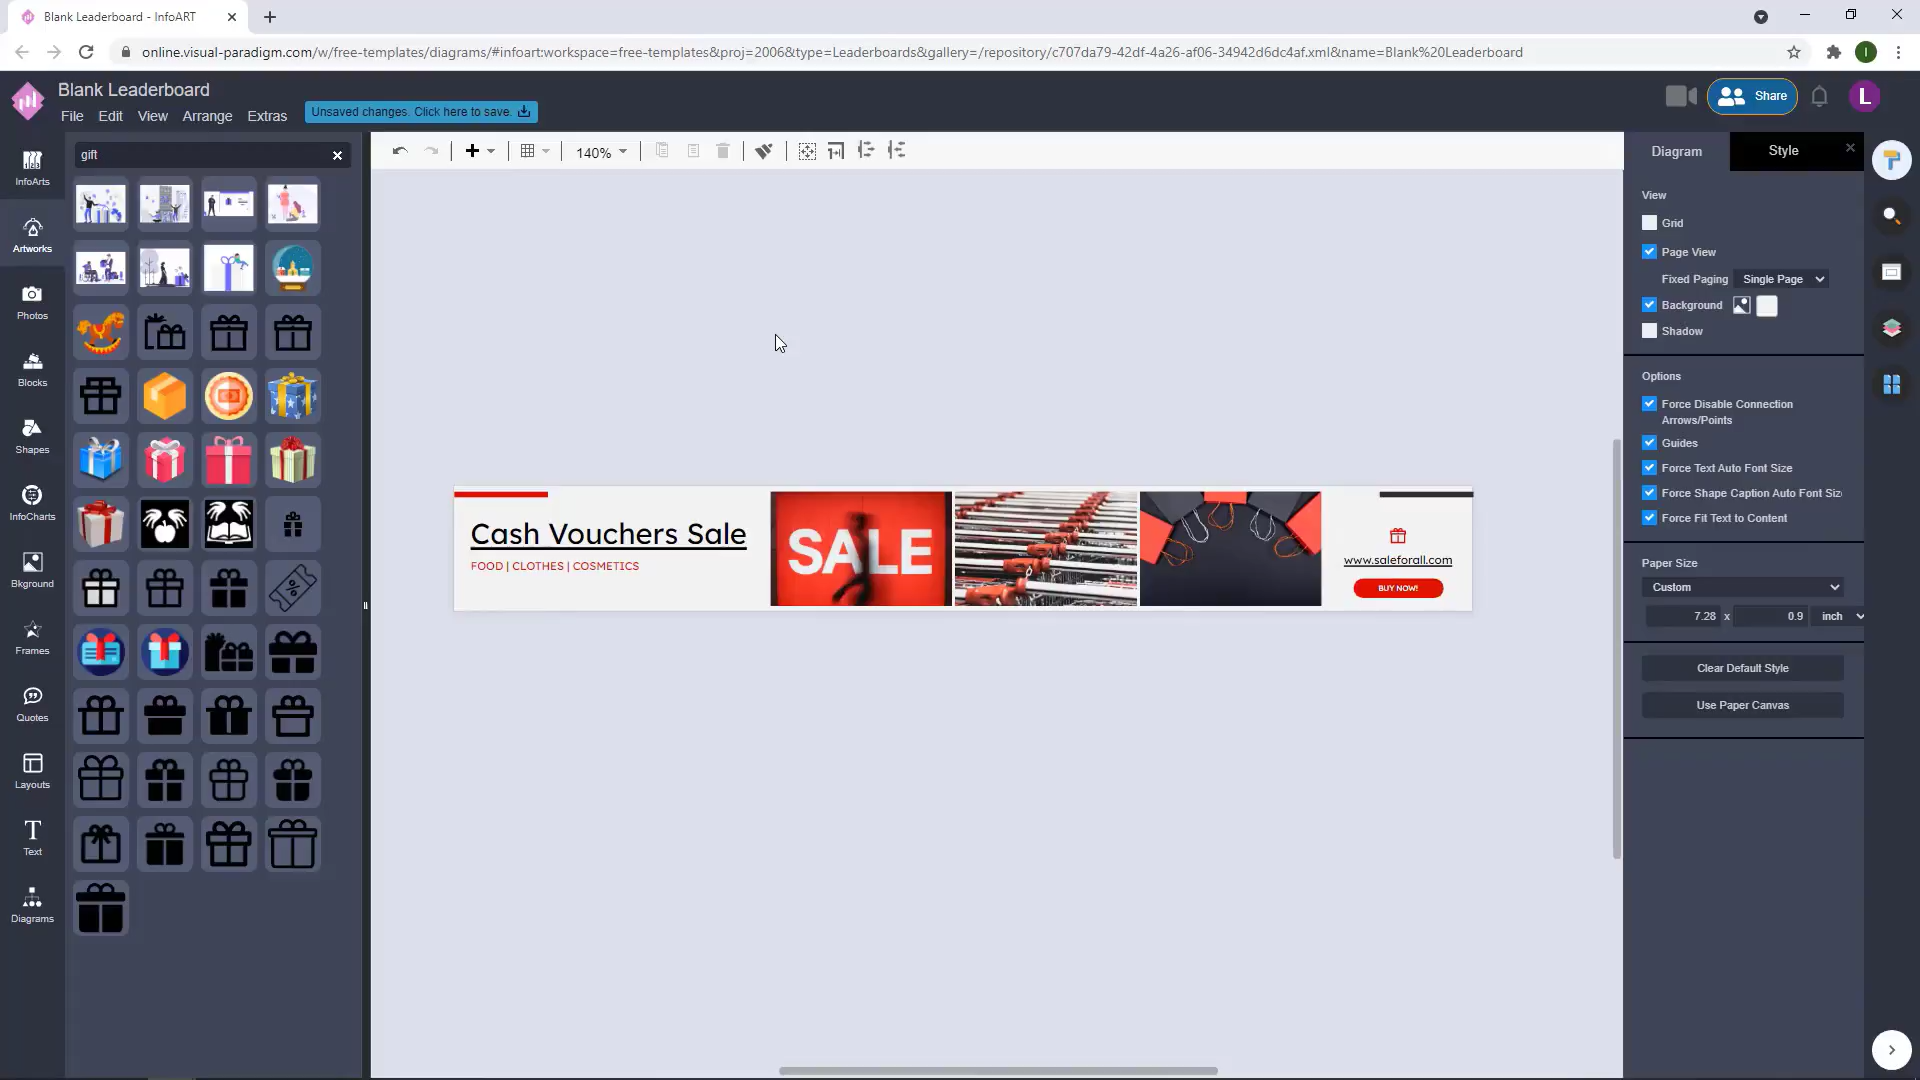 Blank Leaderboard - InfoART
online.visual-paradigm.com/w/free-templates/diagrams/#infoart:workspace=free-templates&proj=2006&type=Leaderboards&gallery=/repository/c707da79-42df-4a26-af06-34942d6dc4af.xml&name=Blank%20Leaderboard
I
Blank Leaderboard
File Edit View Arrange Extras
Unsaved changes. Click here to save.
Share
L
gift
140%
InfoArts
Artworks
Photos
Blocks
Shapes
InfoCharts
Bkground
Frames
Quotes
Layouts
T
Text
Diagrams
Cash Vouchers Sale
FOOD | CLOTHES | COSMETICS
SALE
www.saleforall.com
BUY NOW!
Diagram
Style
View
Grid
Page View
Fixed Paging Single Page
Background
Shadow
Options
Force Disable Connection
Arrows/Points
Guides
Force Text Auto Font Size
Force Shape Caption Auto Font Siz
Force Fit Text to Content
Paper Size
Custom
7.28 x 0.9 inch
Clear Default Style
Use Paper Canvas